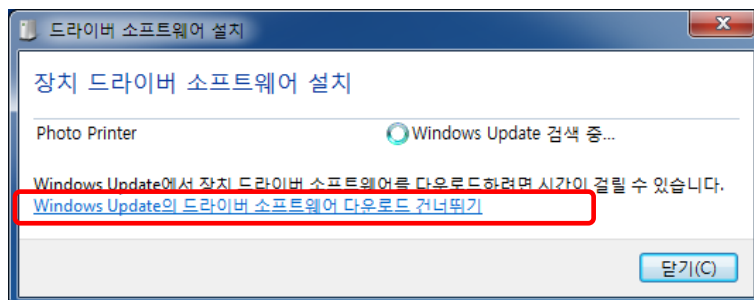 드라이버 소프트웨어 설치
장치 드라이버 소프트웨어 설치
Photo Printer Windows Update 검색 중...
Windows Update에서 장치 드라이버 소프트웨어를 다운로드하려면 시간이 걸릴 수 있습니다.
Windows Update의 드라이버 소프트웨어 다운로드 건너뛰기
닫기(C)